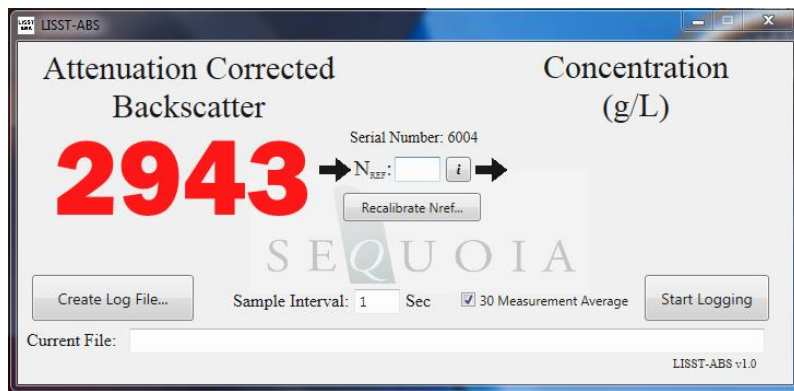 LISST-ABS
Attenuation Corrected
Backscatter
Concentration
(g/L)
2943
Serial Number: 6004
NREF:
i
Recalibrate Nref...
SEQUOIA
Create Log File...
Sample Interval: 1 Sec
30 Measurement Average
Start Logging
Current File:
LISST-ABS v1.0